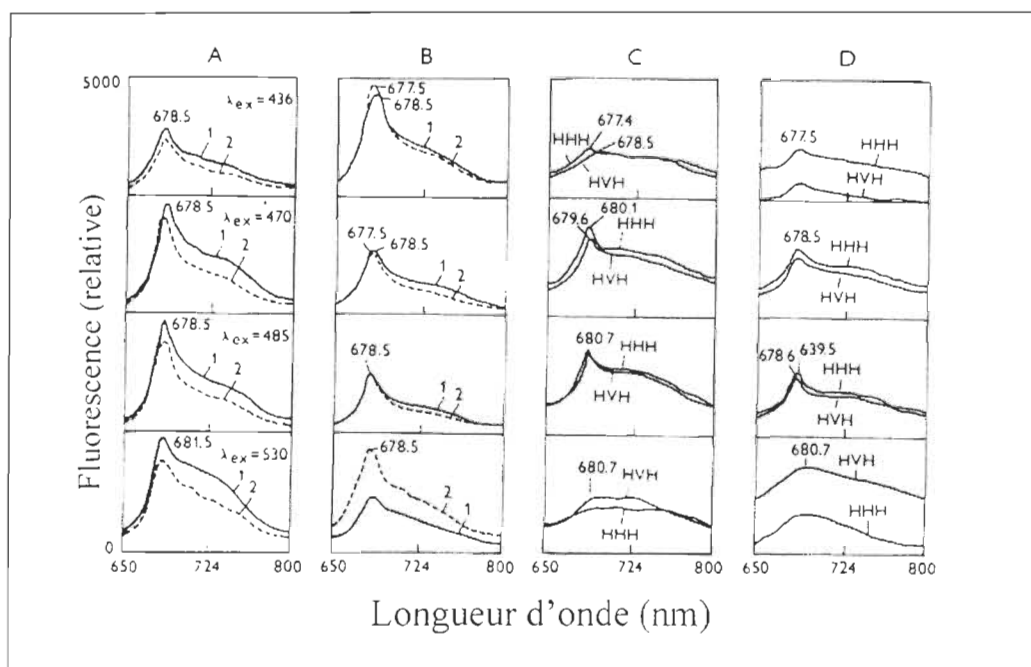 A B C D
5000
λex=436
678.5
1
2
677.5
678.5
1
2
677.4
HHH
678.5
HVH
677.5
HHH
HVH
678.5
λex=470
1
2
677.5
678.5
1
2
679.6
680.1
HHH
HVH
678.5
HHH
HVH
678.5
λex=485
1
2
678.5
1
2
680.7
HHH
HVH
678.6
639.5
HHH
HVH
681.5
λex=530
1
2
678.5
2
1
680.7
HVH
HHH
680.7
HVH
HHH
0
650 724 800 650 724 800 650 724 800 650 724 800
Fluorescence (relative)
Longueur d'onde (nm)